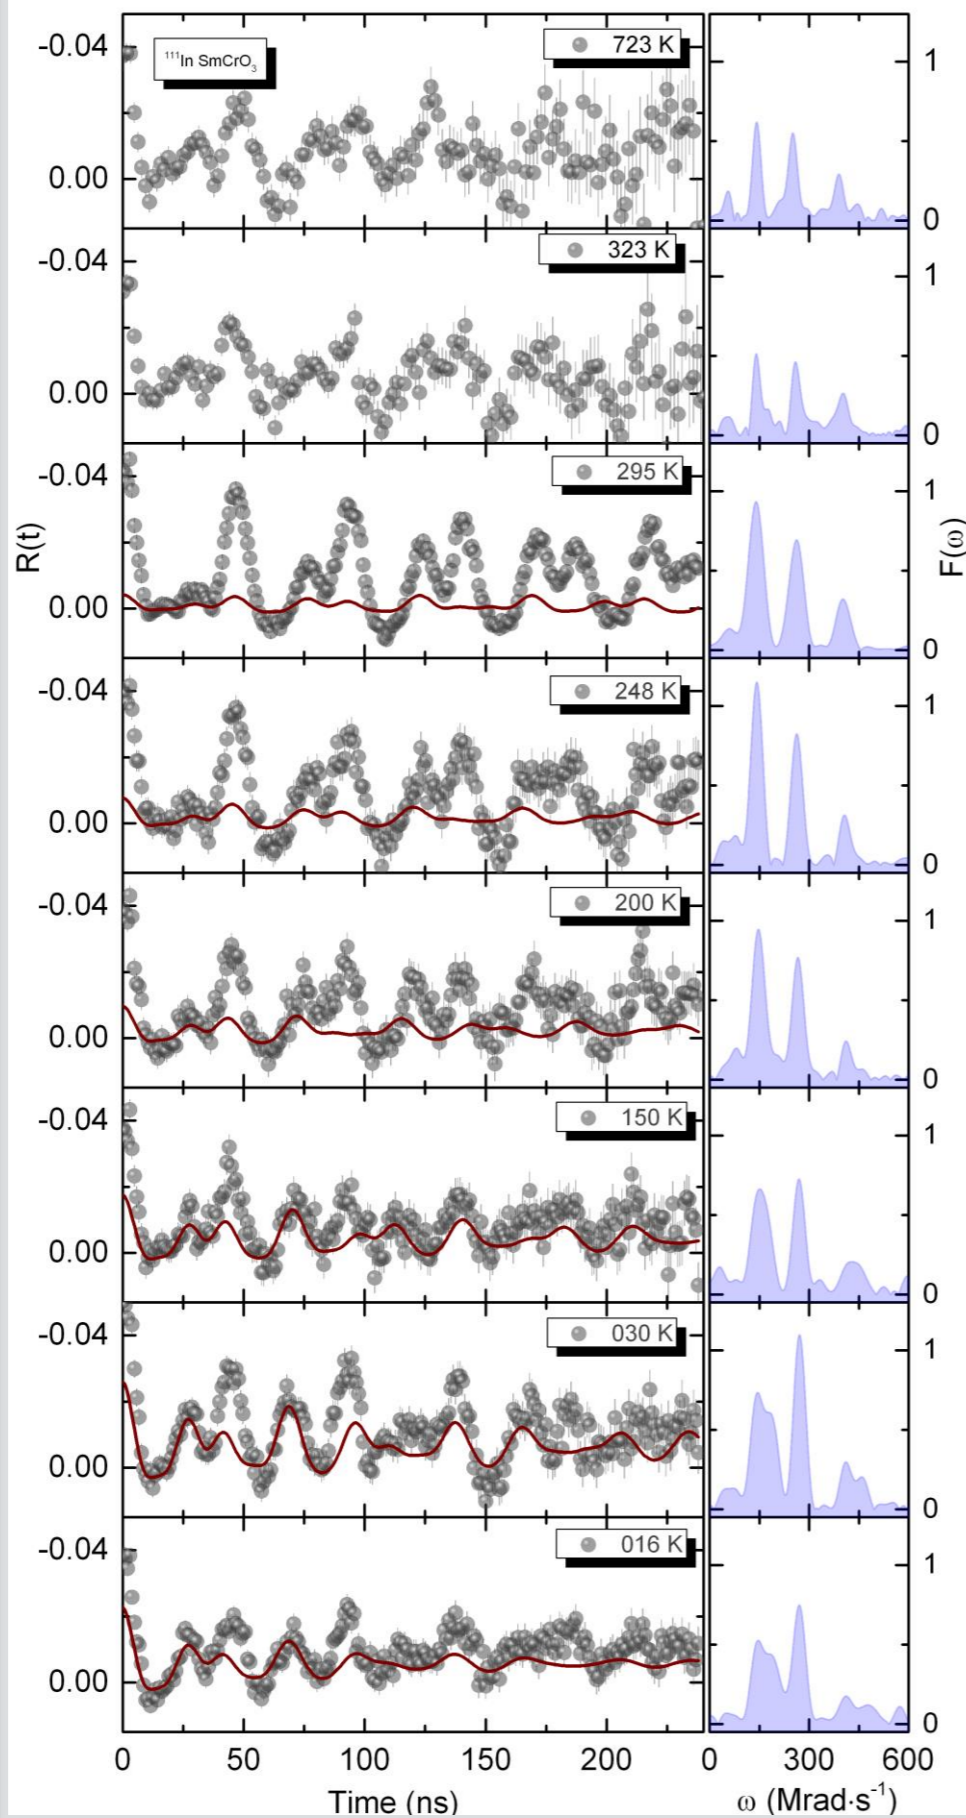 -0.04
0.00
¹¹¹In SmCrO₃
723 K
1
0
-0.04
0.00
323 K
1
0
-0.04
0.00
295 K
1
0
R(t)
F(ω)
-0.04
0.00
248 K
1
0
-0.04
0.00
200 K
1
0
-0.04
0.00
150 K
1
0
-0.04
0.00
030 K
1
0
-0.04
0.00
016 K
1
0
0 50 100 150 200
0 300 600
Time (ns)
ω (Mrad·s⁻¹)